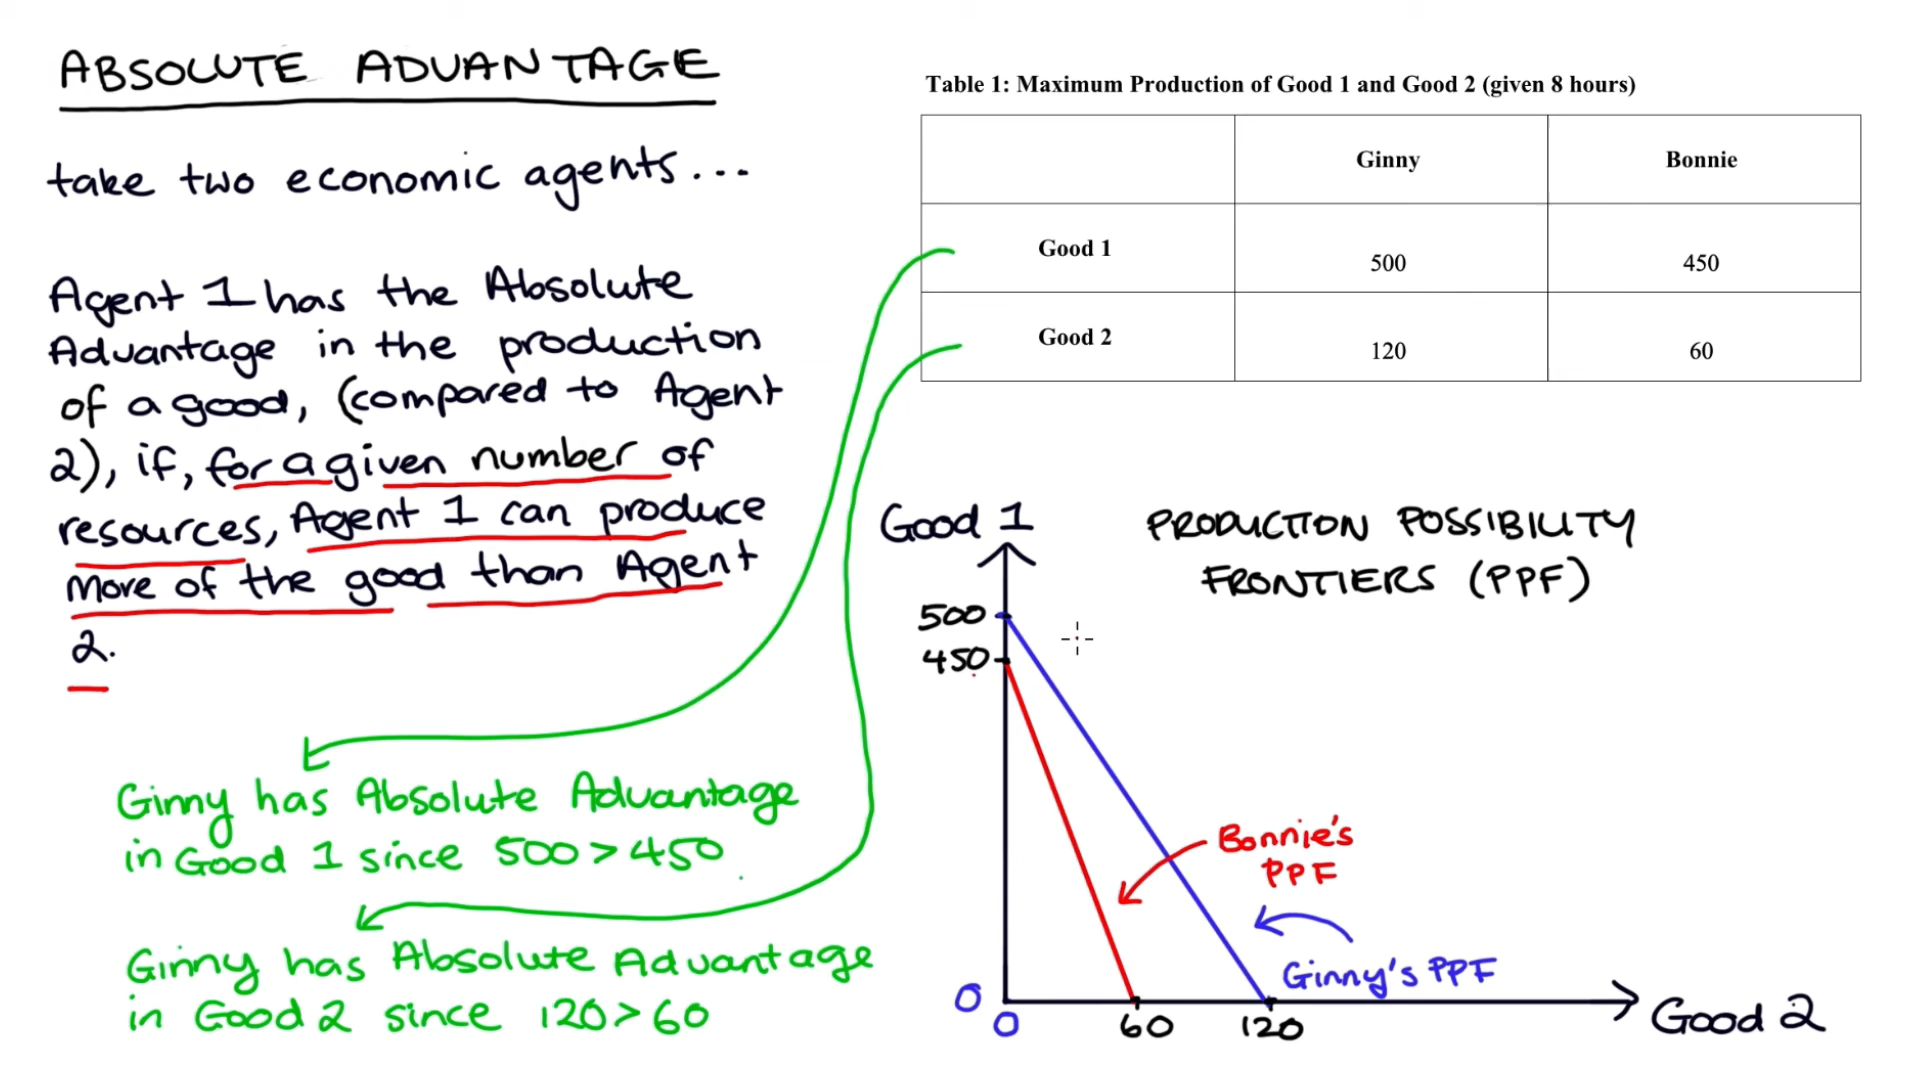 ABSOLUTE ADVANTAGE
take two economic agents...
Agent 1 has the Absolute
Advantage in the production
of a good, (compared to Agent
2), if, for a given number of
resources, Agent 1 can produce
more of the good than Agent
2.
Ginny has Absolute Advantage
in Good 1 since 500 > 450
Ginny has Absolute Advantage
in Good 2 since 120 > 60
Table 1: Maximum Production of Good 1 and Good 2 (given 8 hours)
Ginny Bonnie
Good 1 500 450
Good 2 120 60
PRODUCTION POSSIBILITY
FRONTIERS (PPF)
Good 1
500
450
Bonnie's
PPF
Ginny's PPF
0
0 60 120
Good 2